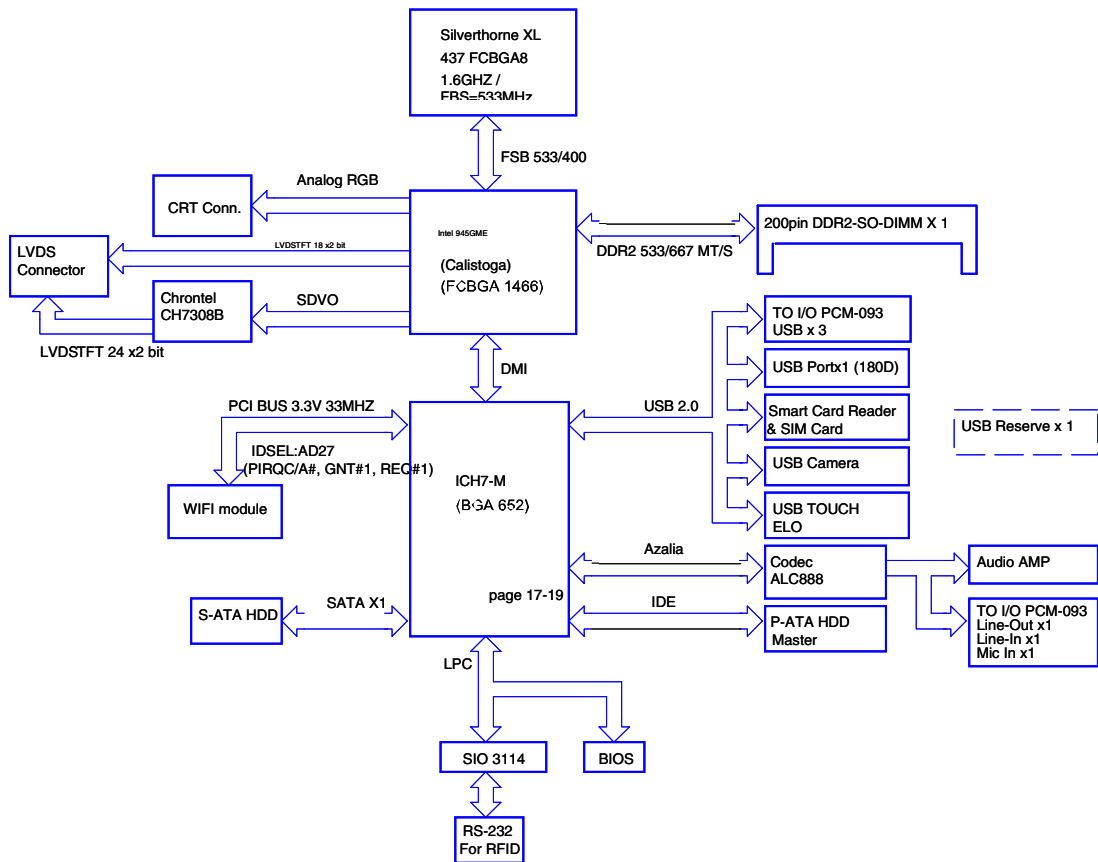 Silverthorne XL
437 FCBGA8
1.6GHZ /
FBS=533MHz
FSB 533/400
Analog RGB
CRT Conn.
Intel 945GME
(Calistoga)
(FCBGA 1466)
200pin DDR2-SO-DIMM X 1
DDR2 533/667 MT/S
LVDSTFT 18 x2 bit
LVDS
Connector
Chrontel
CH7308B
SDVO
LVDSTFT 24 x2 bit
DMI
TO I/O PCM-093
USB x 3
USB Portx1 (180D)
Smart Card Reader
& SIM Card
USB Camera
USB TOUCH
ELO
USB Reserve x 1
USB 2.0
PCI BUS 3.3V 33MHZ
IDSEL:AD27
(PIRQC/A#, GNT#1, REQ#1)
WIFI module
ICH7-M
(BGA 652)
page 17-19
Azalia
Codec
ALC888
Audio AMP
TO I/O PCM-093
Line-Out x1
Line-In x1
Mic In x1
IDE
P-ATA HDD
Master
SATA X1
S-ATA HDD
LPC
SIO 3114
BIOS
RS-232
For RFID